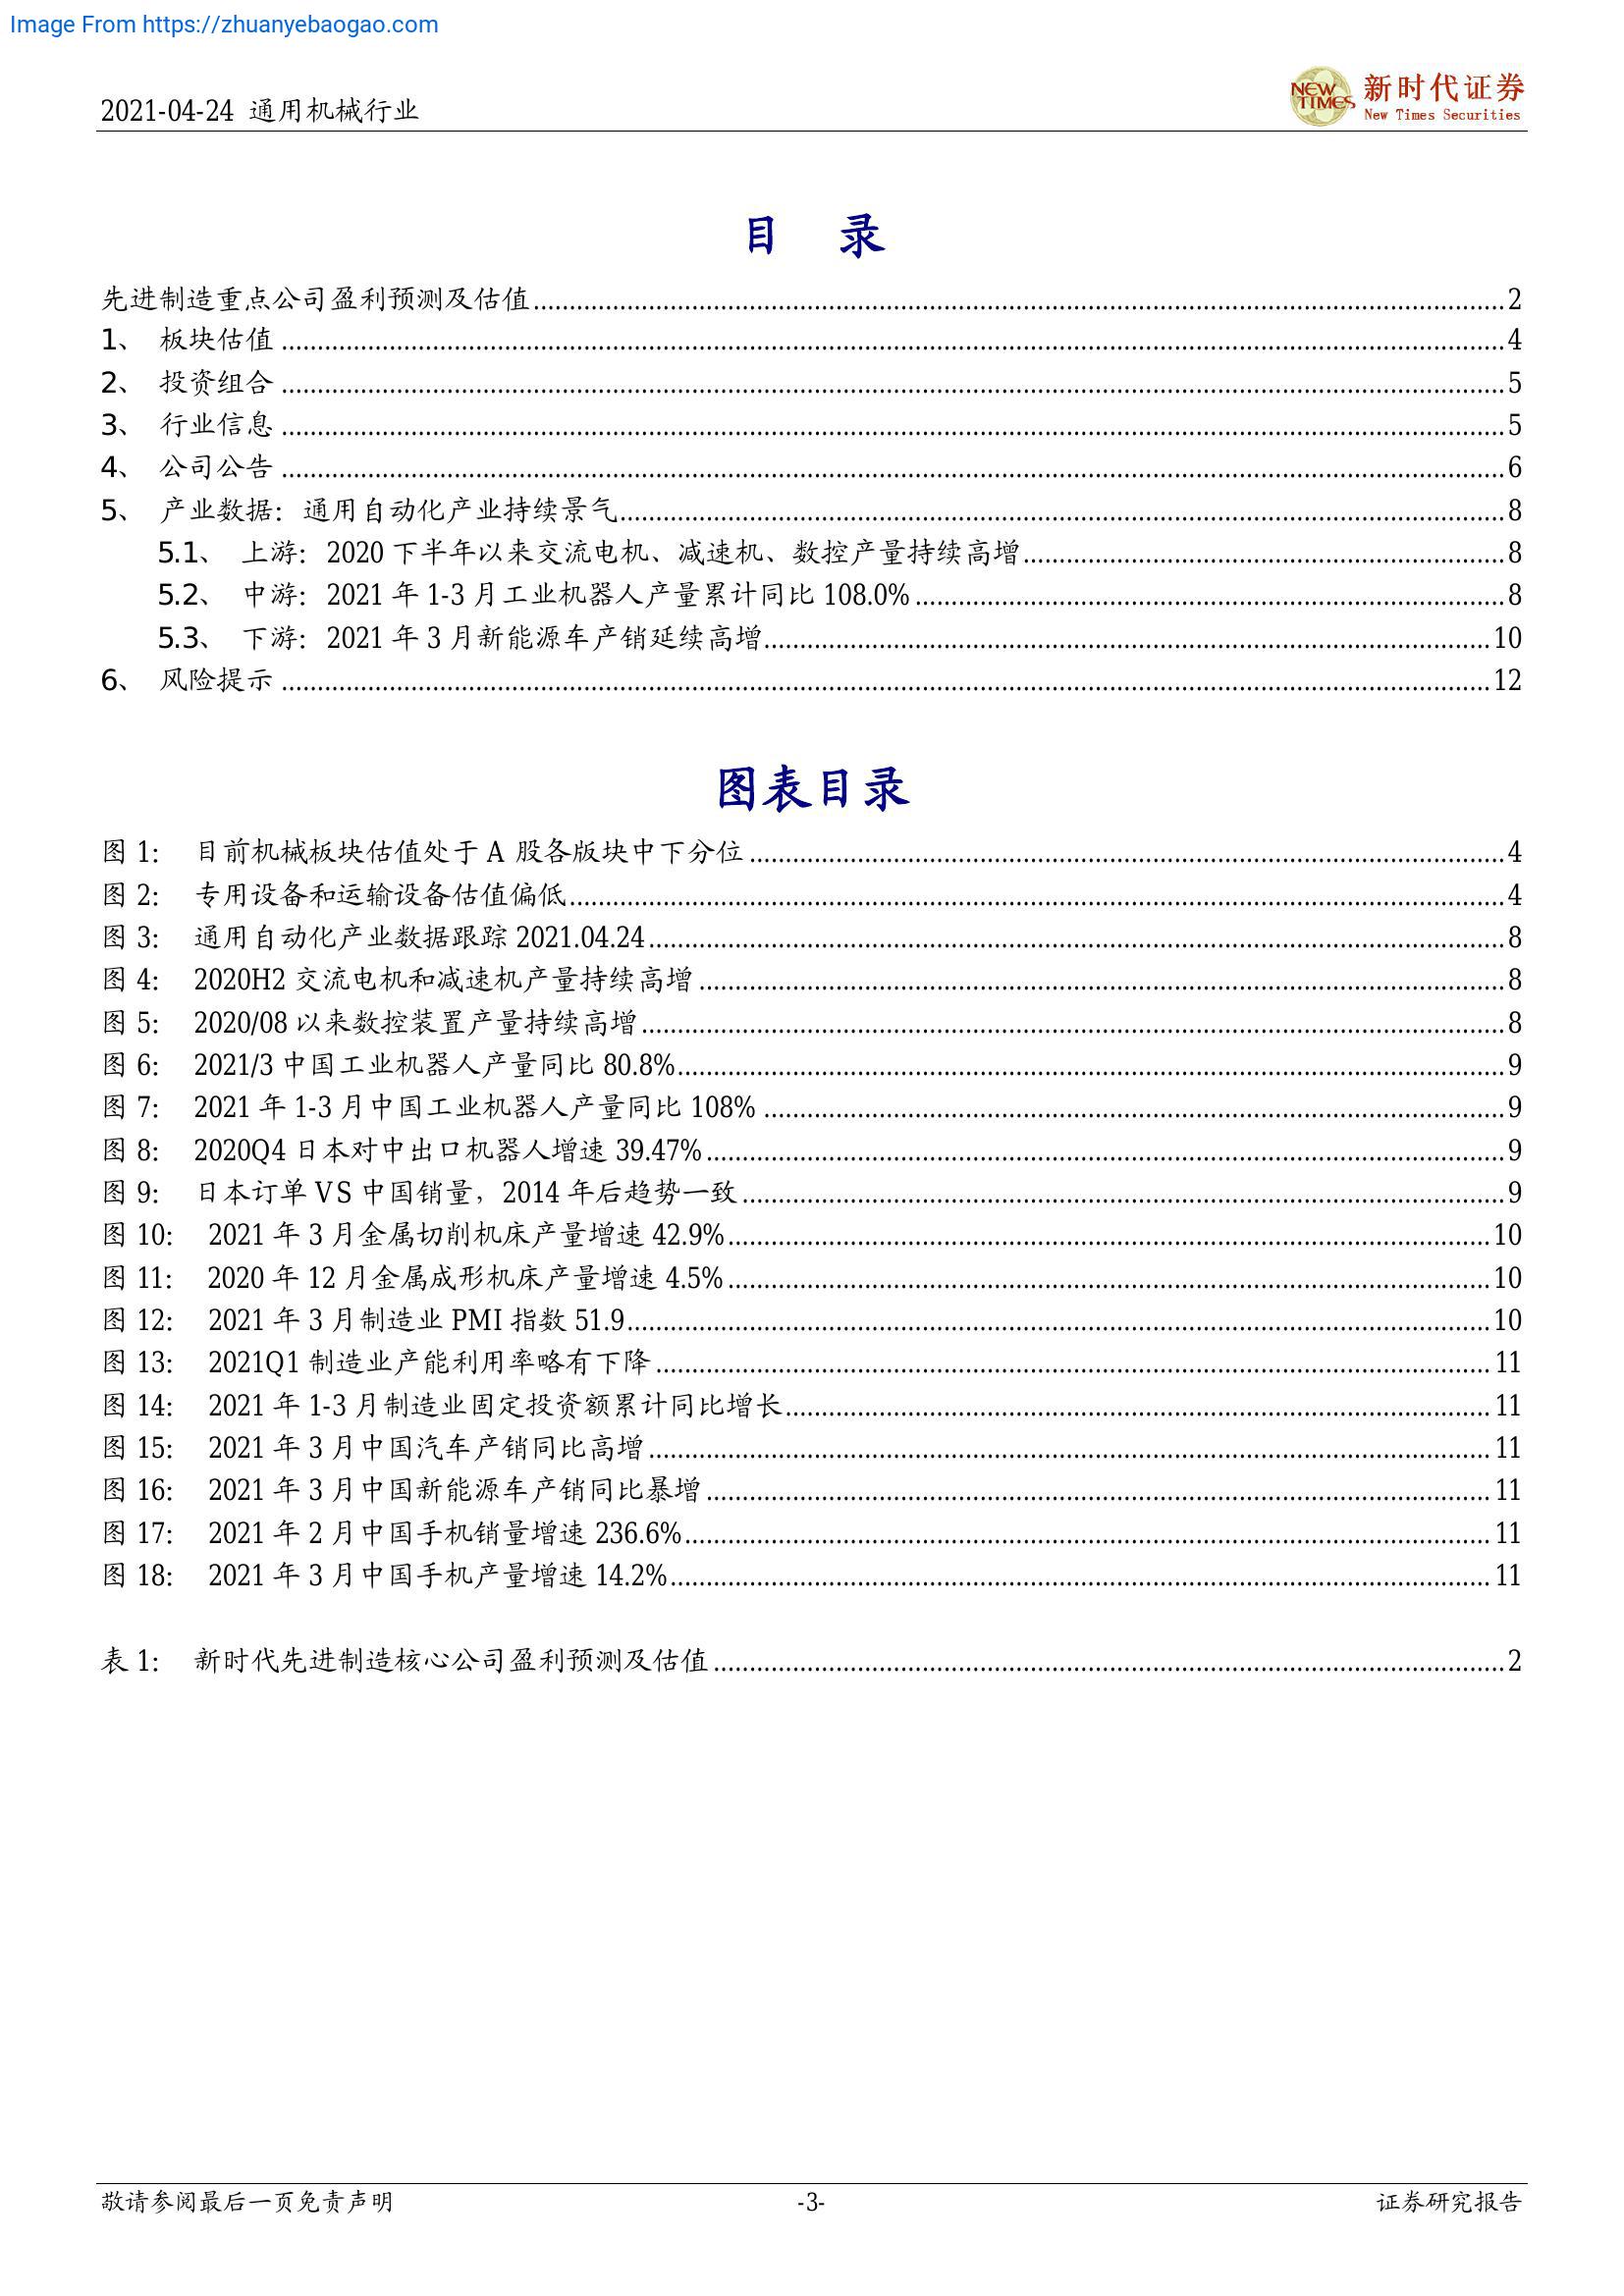 Image From https://zhuanyebaogao.com
2021-04-24 通用机械行业
NEW TIMES
新时代证券
New Times Securities
目 录
先进制造重点公司盈利预测及估值 2
1、 板块估值 4
2、 投资组合 5
3、 行业信息 5
4、 公司公告 6
5、 产业数据：通用自动化产业持续景气 8
5.1、 上游：2020 下半年以来交流电机、减速机、数控产量持续高增 8
5.2、 中游：2021 年 1-3 月工业机器人产量累计同比 108.0% 8
5.3、 下游：2021 年 3 月新能源车产销延续高增 10
6、 风险提示 12
图表目录
图 1: 目前机械板块估值处于 A 股各版块中下分位 4
图 2: 专用设备和运输设备估值偏低 4
图 3: 通用自动化产业数据跟踪 2021.04.24 8
图 4: 2020H2 交流电机和减速机产量持续高增 8
图 5: 2020/08 以来数控装置产量持续高增 8
图 6: 2021/3 中国工业机器人产量同比 80.8% 9
图 7: 2021 年 1-3 月中国工业机器人产量同比 108% 9
图 8: 2020Q4 日本对中出口机器人增速 39.47% 9
图 9: 日本订单 VS 中国销量，2014 年后趋势一致 9
图 10: 2021 年 3 月金属切削机床产量增速 42.9% 10
图 11: 2020 年 12 月金属成形机床产量增速 4.5% 10
图 12: 2021 年 3 月制造业 PMI 指数 51.9 10
图 13: 2021Q1 制造业产能利用率略有下降 11
图 14: 2021 年 1-3 月制造业固定投资额累计同比增长 11
图 15: 2021 年 3 月中国汽车产销同比高增 11
图 16: 2021 年 3 月中国新能源车产销同比暴增 11
图 17: 2021 年 2 月中国手机销量增速 236.6% 11
图 18: 2021 年 3 月中国手机产量增速 14.2% 11
表 1: 新时代先进制造核心公司盈利预测及估值 2
敬请参阅最后一页免责声明 -3- 证券研究报告